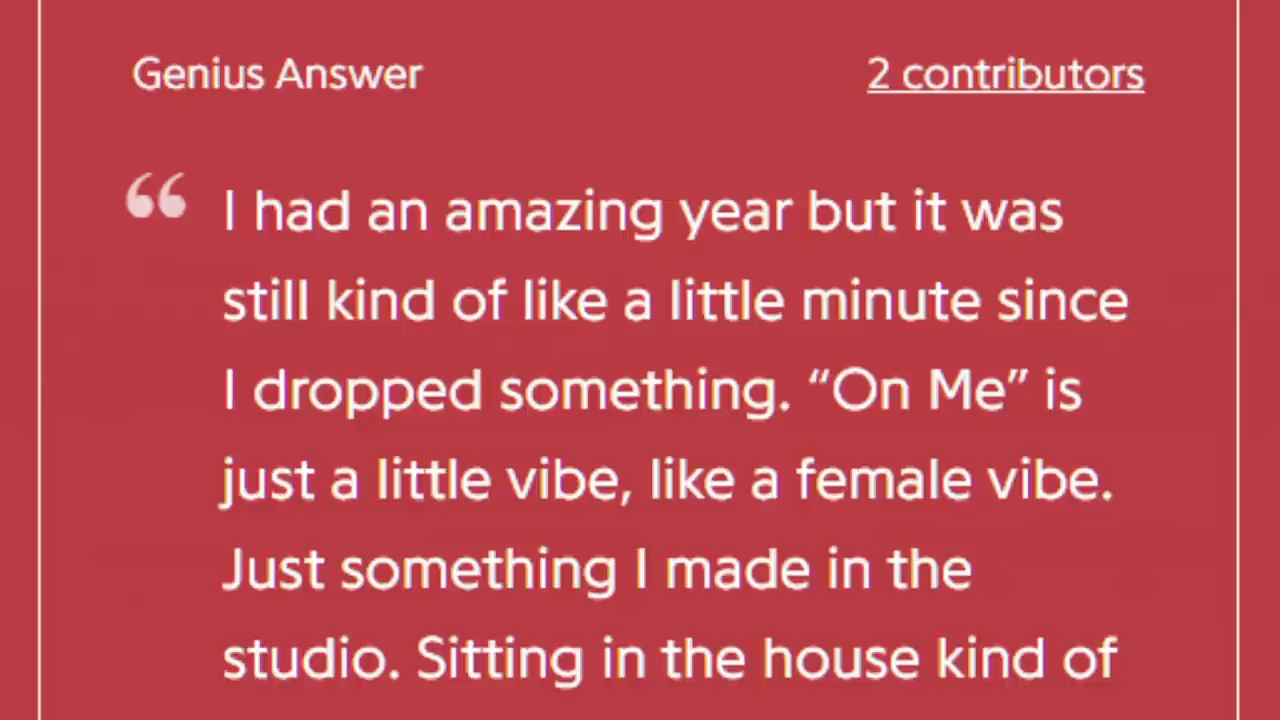 Genius Answer
2 contributors
“ I had an amazing year but it was
still kind of like a little minute since
I dropped something. “On Me” is
just a little vibe, like a female vibe.
Just something I made in the
studio. Sitting in the house kind of